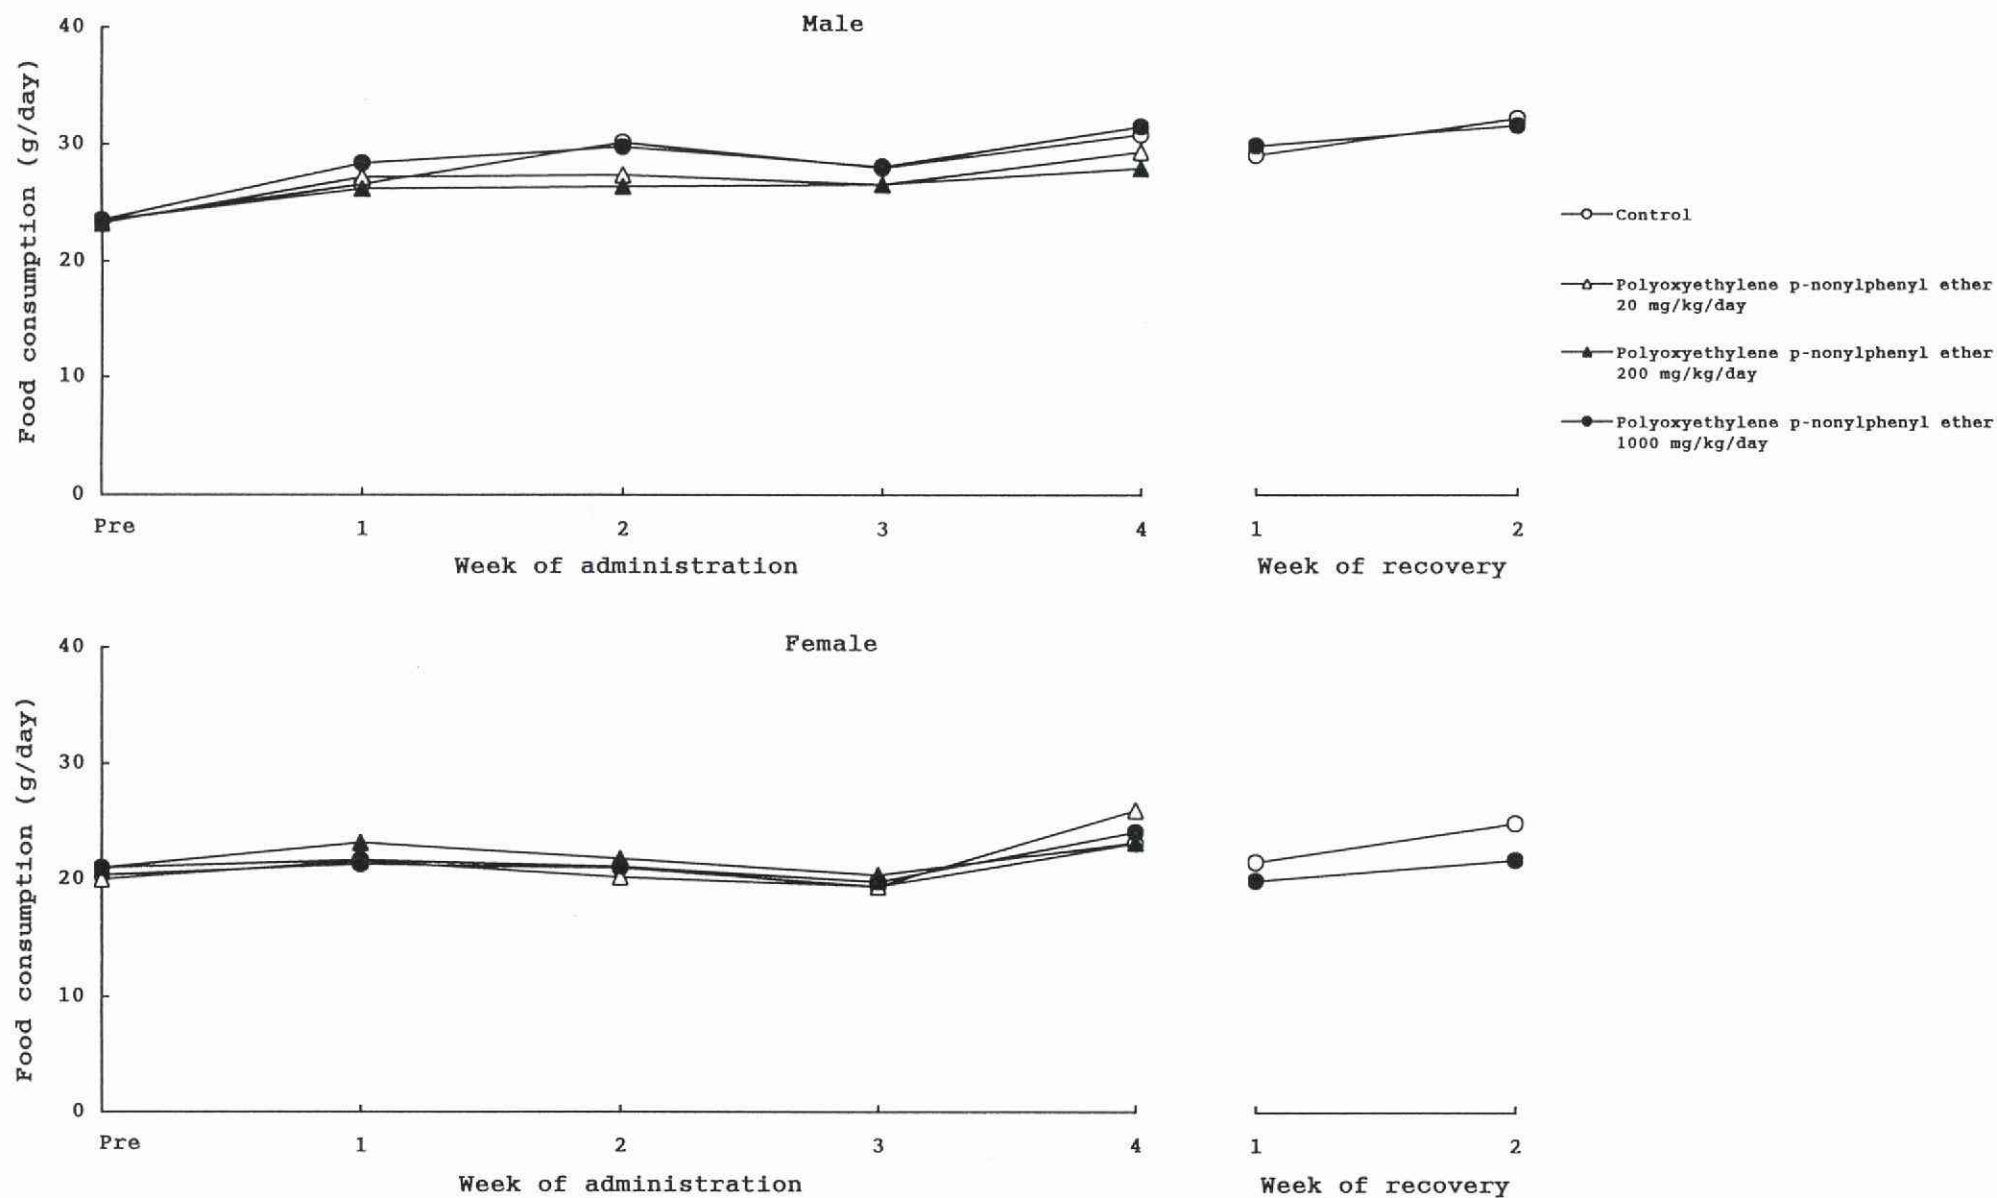 Male
40
30
20
10
0
Food consumption (g/day)
Pre 1 2 3 4
Week of administration
1 2
Week of recovery
Control
Polyoxyethylene p-nonylphenyl ether
20 mg/kg/day
Polyoxyethylene p-nonylphenyl ether
200 mg/kg/day
Polyoxyethylene p-nonylphenyl ether
1000 mg/kg/day
Female
40
30
20
10
0
Food consumption (g/day)
Pre 1 2 3 4
Week of administration
1 2
Week of recovery